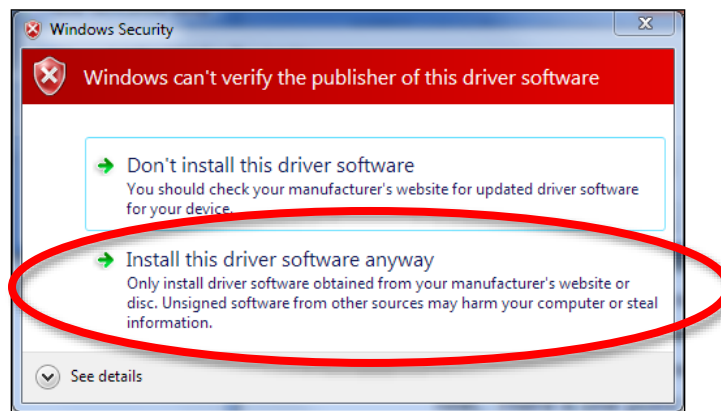 Windows Security
Windows can't verify the publisher of this driver software
Don't install this driver software
You should check your manufacturer's website for updated driver software
for your device.
Install this driver software anyway
Only install driver software obtained from your manufacturer's website or
disc. Unsigned software from other sources may harm your computer or steal
information.
See details